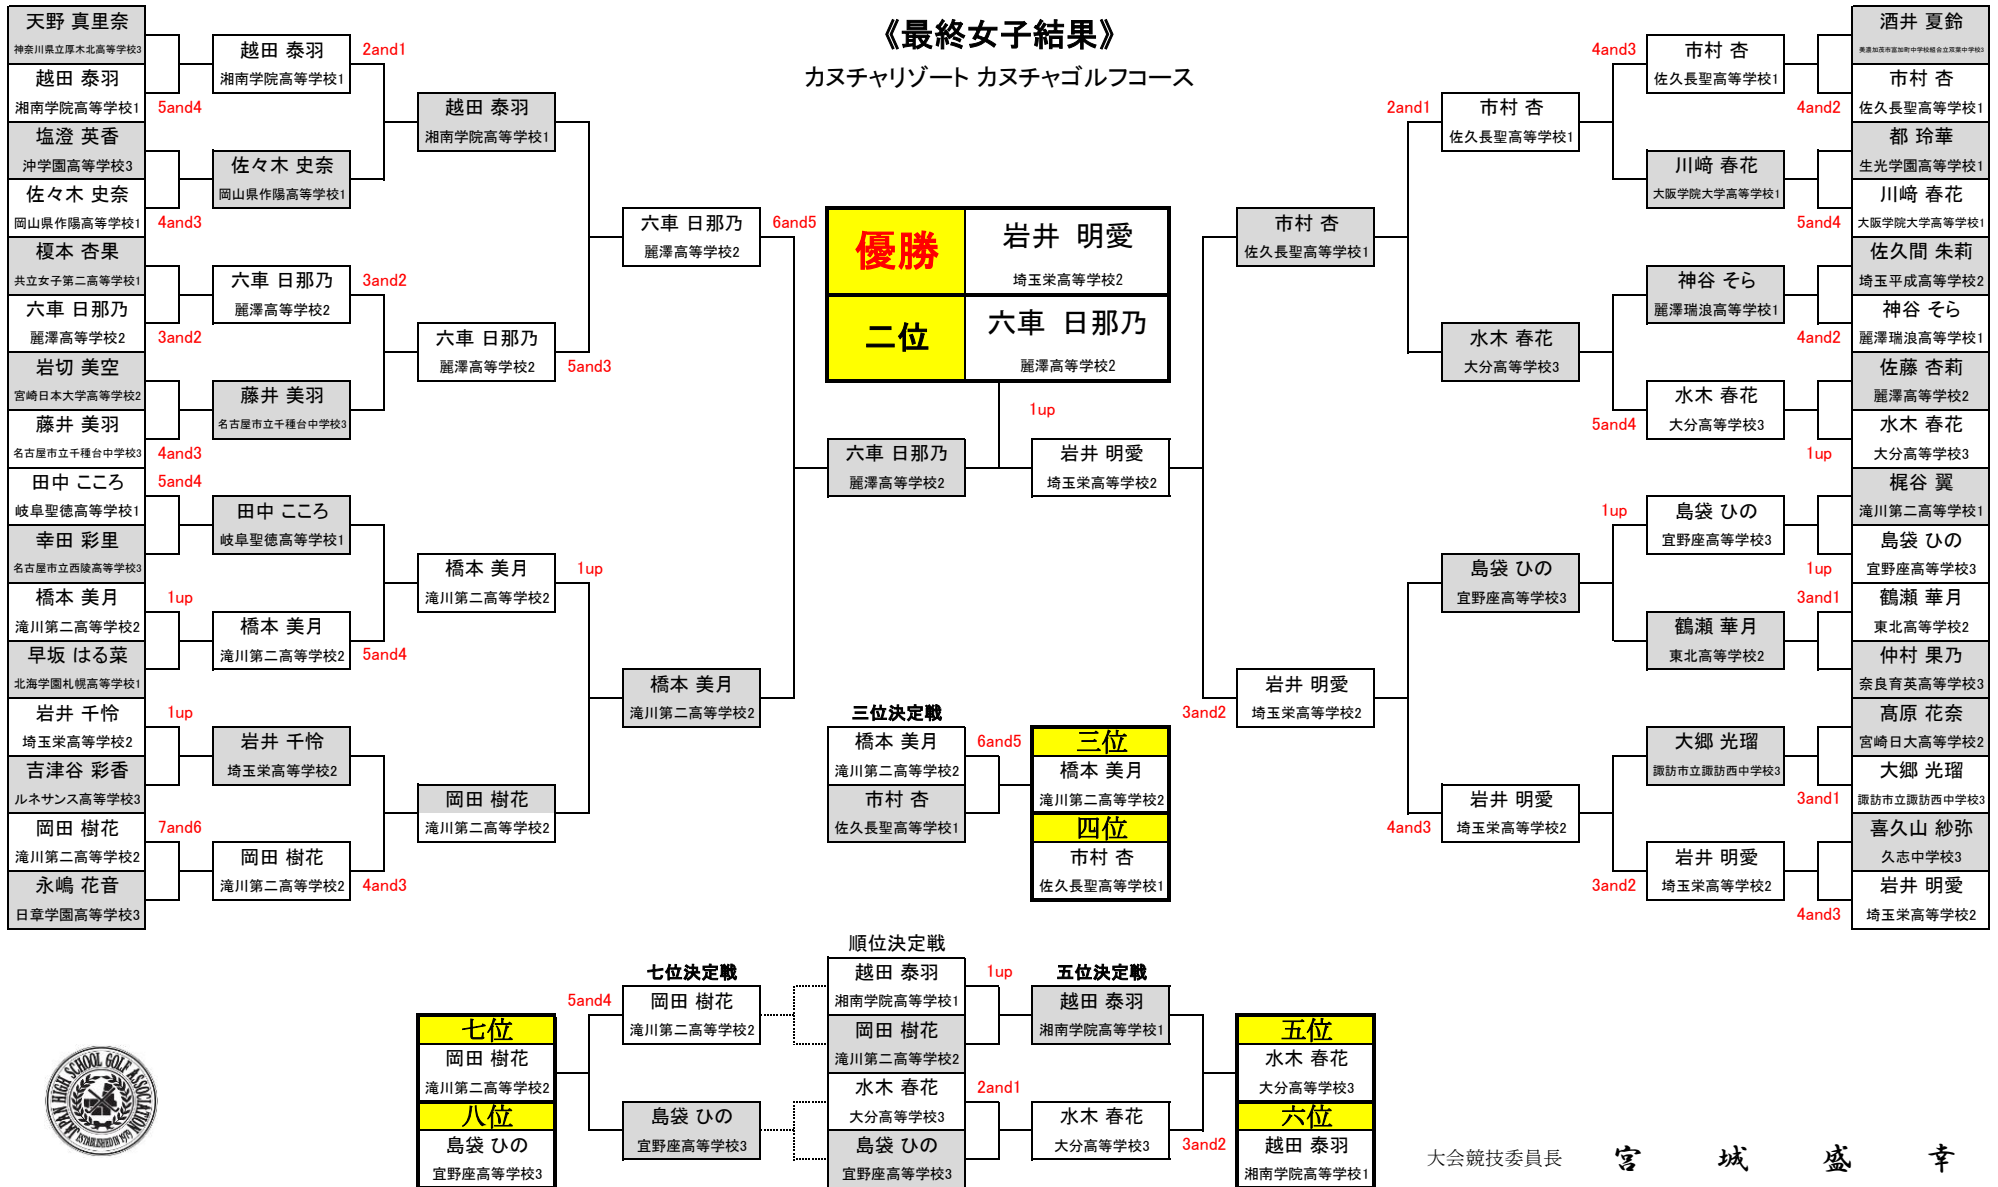 《最終女子結果》
カヌチャリゾート カヌチャゴルフコース
天野 真里奈
神奈川県立厚木北高等学校3
越田 泰羽
湘南学院高等学校1
5and4
塩澄 英香
沖学園高等学校3
佐々木 史奈
岡山県作陽高等学校1
4and3
榎本 杏果
共立女子第二高等学校1
六車 日那乃
麗澤高等学校2
3and2
岩切 美空
宮崎日本大学高等学校2
藤井 美羽
名古屋市立千種台中学校3
4and3
田中 こころ
岐阜聖徳高等学校1
5and4
幸田 彩里
名古屋市立西陵高等学校3
橋本 美月
滝川第二高等学校2
1up
早坂 はる菜
北海学園札幌高等学校1
岩井 千怜
埼玉栄高等学校2
1up
吉津谷 彩香
ルネサンス高等学校3
岡田 樹花
滝川第二高等学校2
7and6
永嶋 花音
日章学園高等学校3
越田 泰羽
湘南学院高等学校1
2and1
佐々木 史奈
岡山県作陽高等学校1
六車 日那乃
麗澤高等学校2
3and2
藤井 美羽
名古屋市立千種台中学校3
田中 こころ
岐阜聖徳高等学校1
橋本 美月
滝川第二高等学校2
5and4
岩井 千怜
埼玉栄高等学校2
岡田 樹花
滝川第二高等学校2
4and3
越田 泰羽
湘南学院高等学校1
六車 日那乃
麗澤高等学校2
5and3
橋本 美月
滝川第二高等学校2
1up
岡田 樹花
滝川第二高等学校2
六車 日那乃
麗澤高等学校2
6and5
橋本 美月
滝川第二高等学校2
優勝
岩井 明愛
埼玉栄高等学校2
二位
六車 日那乃
麗澤高等学校2
1up
六車 日那乃
麗澤高等学校2
岩井 明愛
埼玉栄高等学校2
市村 杏
佐久長聖高等学校1
岩井 明愛
埼玉栄高等学校2
3and2
2and1
市村 杏
佐久長聖高等学校1
水木 春花
大分高等学校3
島袋 ひの
宜野座高等学校3
岩井 明愛
埼玉栄高等学校2
4and3
4and3
市村 杏
佐久長聖高等学校1
川﨑 春花
大阪学院大学高等学校1
神谷 そら
麗澤瑞浪高等学校1
水木 春花
大分高等学校3
5and4
1up
島袋 ひの
宜野座高等学校3
鶴瀬 華月
東北高等学校2
大郷 光瑠
諏訪市立諏訪西中学校3
岩井 明愛
埼玉栄高等学校2
3and2
酒井 夏鈴
美濃加茂市富加町中学校組合立双葉中学校3
市村 杏
佐久長聖高等学校1
4and2
都 玲華
生光学園高等学校1
川﨑 春花
大阪学院大学高等学校1
5and4
佐久間 朱莉
埼玉平成高等学校2
神谷 そら
麗澤瑞浪高等学校1
4and2
佐藤 杏莉
麗澤高等学校2
水木 春花
大分高等学校3
1up
梶谷 翼
滝川第二高等学校1
島袋 ひの
宜野座高等学校3
1up
3and1
鶴瀬 華月
東北高等学校2
仲村 果乃
奈良育英高等学校3
髙原 花奈
宮崎日大高等学校2
大郷 光瑠
諏訪市立諏訪西中学校3
3and1
喜久山 紗弥
久志中学校3
岩井 明愛
埼玉栄高等学校2
4and3
三位決定戦
橋本 美月
滝川第二高等学校2
6and5
市村 杏
佐久長聖高等学校1
三位
橋本 美月
滝川第二高等学校2
四位
市村 杏
佐久長聖高等学校1
順位決定戦
越田 泰羽
湘南学院高等学校1
1up
岡田 樹花
滝川第二高等学校2
水木 春花
大分高等学校3
2and1
島袋 ひの
宜野座高等学校3
七位決定戦
5and4
岡田 樹花
滝川第二高等学校2
島袋 ひの
宜野座高等学校3
七位
岡田 樹花
滝川第二高等学校2
八位
島袋 ひの
宜野座高等学校3
五位決定戦
越田 泰羽
湘南学院高等学校1
水木 春花
大分高等学校3
3and2
五位
水木 春花
大分高等学校3
六位
越田 泰羽
湘南学院高等学校1
JAPAN HIGH SCHOOL GOLF ASSOCIATION
ESTABLISHED IN 1979
大会競技委員長 宮 城 盛 幸